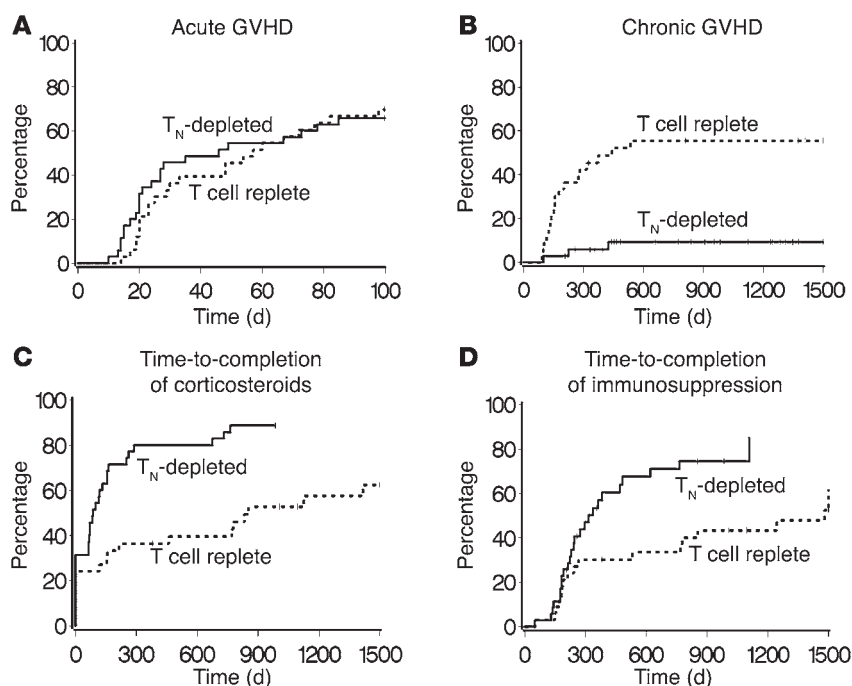 A
Acute GVHD
Percentage
100
80
60
40
20
0
T_N-depleted
T cell replete
0 20 40 60 80 100
Time (d)
B
Chronic GVHD
Percentage
100
80
60
40
20
0
T cell replete
T_N-depleted
0 300 600 900 1200 1500
Time (d)
C
Time-to-completion
of corticosteroids
Percentage
100
80
60
40
20
0
T_N-depleted
T cell replete
0 300 600 900 1200 1500
Time (d)
D
Time-to-completion
of immunosuppression
Percentage
100
80
60
40
20
0
T_N-depleted
T cell replete
0 300 600 900 1200 1500
Time (d)